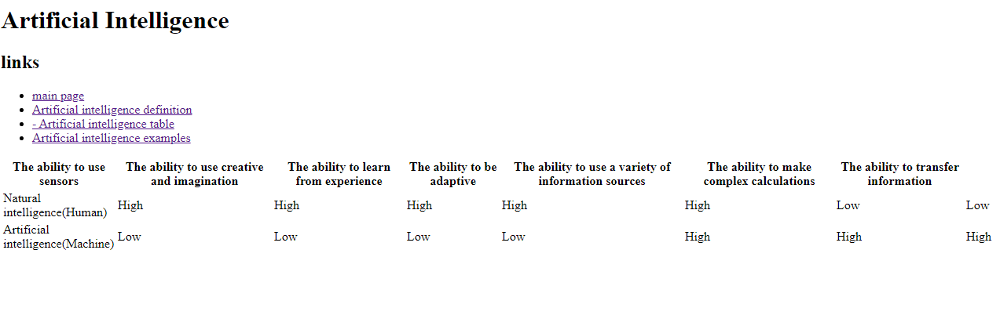 Artificial Intelligence
links
main page
Artificial intelligence definition
- Artificial intelligence table
Artificial intelligence examples
The ability to use sensors The ability to use creative and imagination The ability to learn from experience The ability to be adaptive The ability to use a variety of information sources The ability to make complex calculations The ability to transfer information
Natural intelligence(Human) High High High High High Low Low
Artificial intelligence(Machine) Low Low Low Low High High High